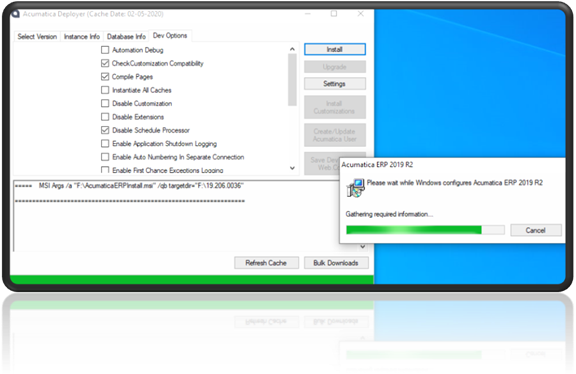 Acumatica Deployer (Cache Date: 02-05-2020)
Select Version Instance Info Database Info Dev Options
Automation Debug
CheckCustomization Compatibility
Compile Pages
Instantiate All Caches
Disable Customization
Disable Extensions
Disable Schedule Processor
Enable Application Shutdown Logging
Enable Auto Numbering In Separate Connection
Enable First Chance Exceptions Logging
Install
Upgrade
Settings
Install
Customizations
Create/Update
Acumatica User
Save Dev
Web C
===== MSI Args /a "F:\AcumaticaERPInstall.msi" /qb targetdir="F:\19.206.0036"
Refresh Cache Bulk Downloads
Acumatica ERP 2019 R2
Please wait while Windows configures Acumatica ERP 2019 R2
Gathering required information...
Cancel